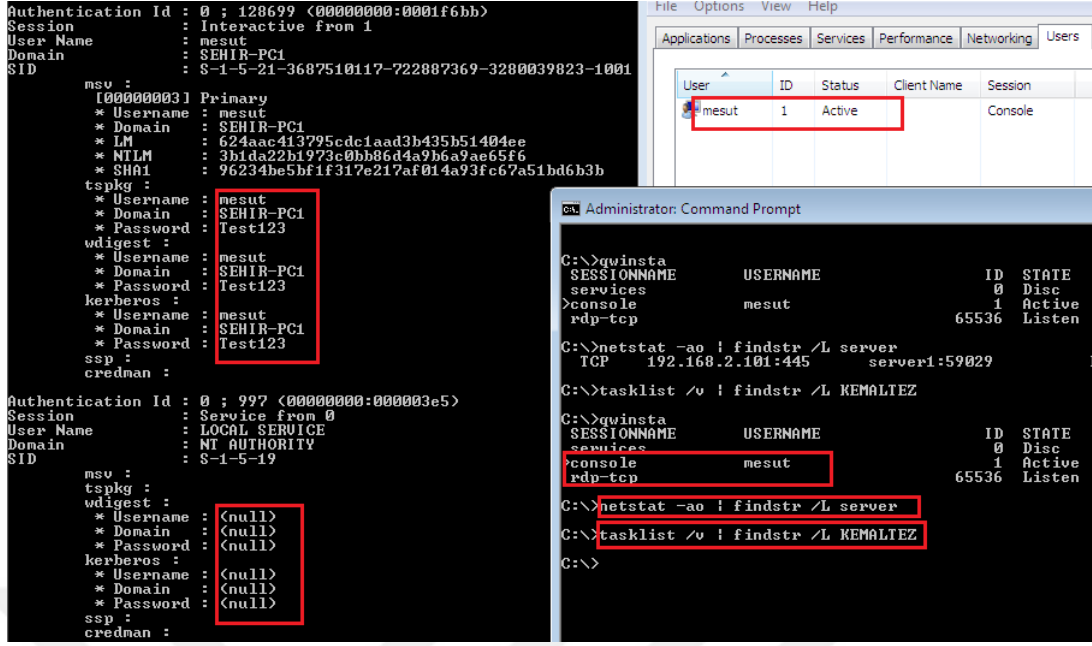 Authentication Id : 0 ; 128699 (00000000:0001f6bb)
Session : Interactive from 1
User Name : mesut
Domain : SEHIR-PC1
SID : S-1-5-21-3687510117-722887369-3280039823-1001
msv :
[00000003] Primary
* Username : mesut
* Domain : SEHIR-PC1
* LM : 624aac413795cdc1aad3b435b51404ee
* NTLM : 3b1da22b1973c0bb86d4a9b6a9ae65f6
* SHA1 : 96234be5bf1f317e217af014a93fc67a51bd6b3b
tspkg :
* Username : mesut
* Domain : SEHIR-PC1
* Password : Test123
wdigest :
* Username : mesut
* Domain : SEHIR-PC1
* Password : Test123
kerberos :
* Username : mesut
* Domain : SEHIR-PC1
* Password : Test123
ssp :
credman :
Authentication Id : 0 ; 997 (00000000:000003e5)
Session : Service from 0
User Name : LOCAL SERVICE
Domain : NT AUTHORITY
SID : S-1-5-19
msv :
tspkg :
wdigest :
* Username : (null)
* Domain : (null)
* Password : (null)
kerberos :
* Username : (null)
* Domain : (null)
* Password : (null)
ssp :
credman :
File Options View Help
Applications Processes Services Performance Networking Users
User ID Status Client Name Session
mesut 1 Active Console
Administrator: Command Prompt
C:\>qwinsta
SESSIONNAME USERNAME ID STATE
services 0 Disc
>console mesut 1 Active
rdp-tcp 65536 Listen
C:\>netstat -ao | findstr /L server
TCP 192.168.2.101:445 server1:59029
C:\>tasklist /v | findstr /L KEMALTEZ
C:\>qwinsta
SESSIONNAME USERNAME ID STATE
services 0 Disc
>console mesut 1 Active
rdp-tcp 65536 Listen
C:\>netstat -ao | findstr /L server
C:\>tasklist /v | findstr /L KEMALTEZ
C:\>